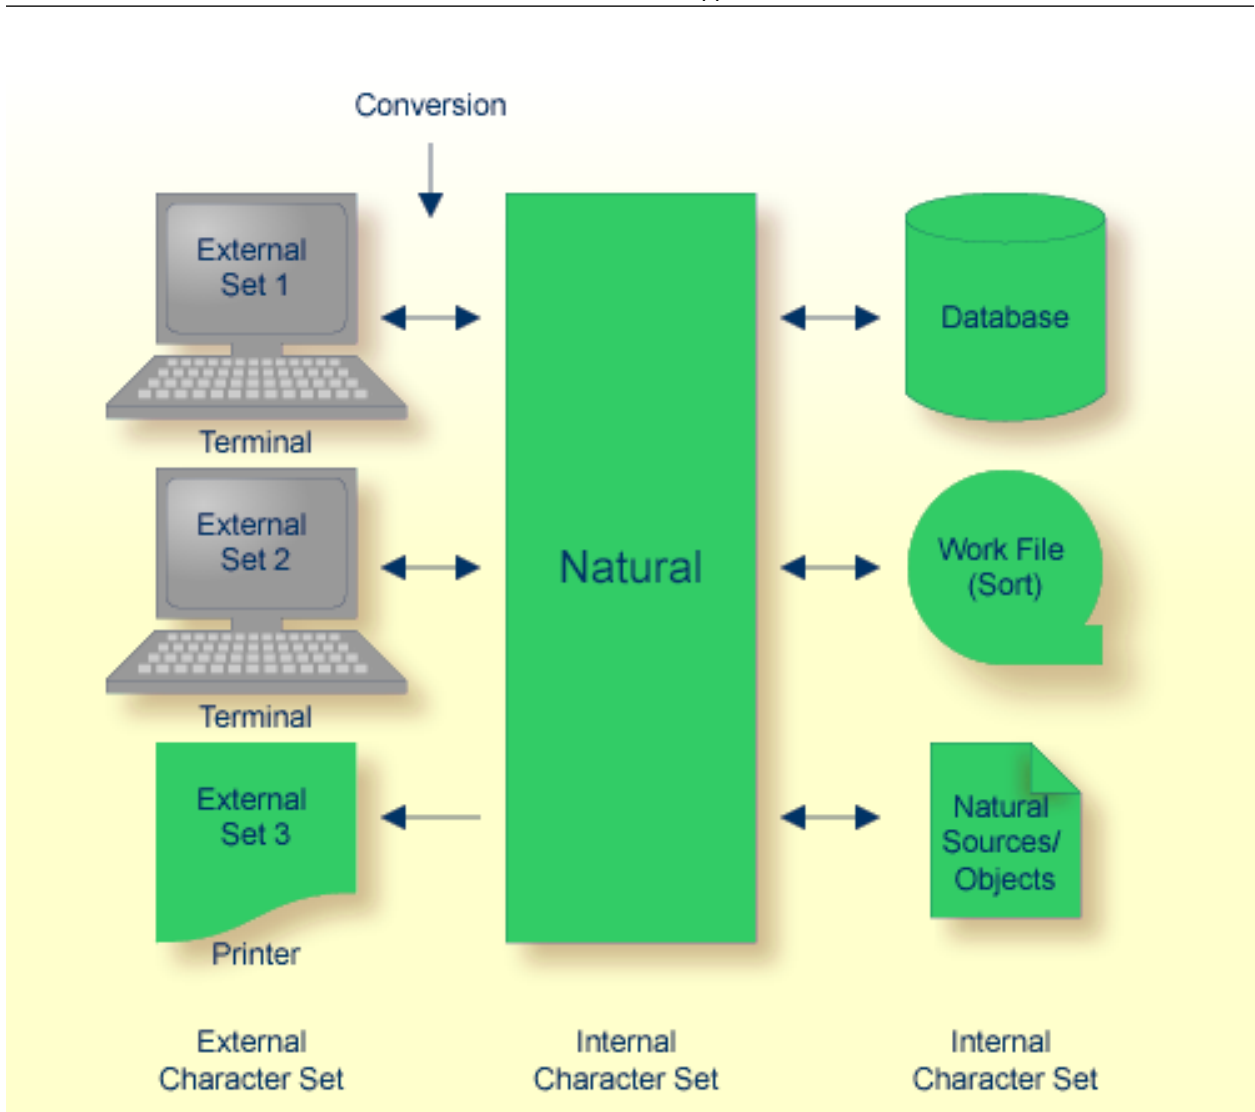 Conversion
External
Set 1
Database
Terminal
External
Set 2
Natural
Work File
(Sort)
Terminal
External
Set 3
Natural
Sources/
Objects
Printer
External
Character Set
Internal
Character Set
Internal
Character Set